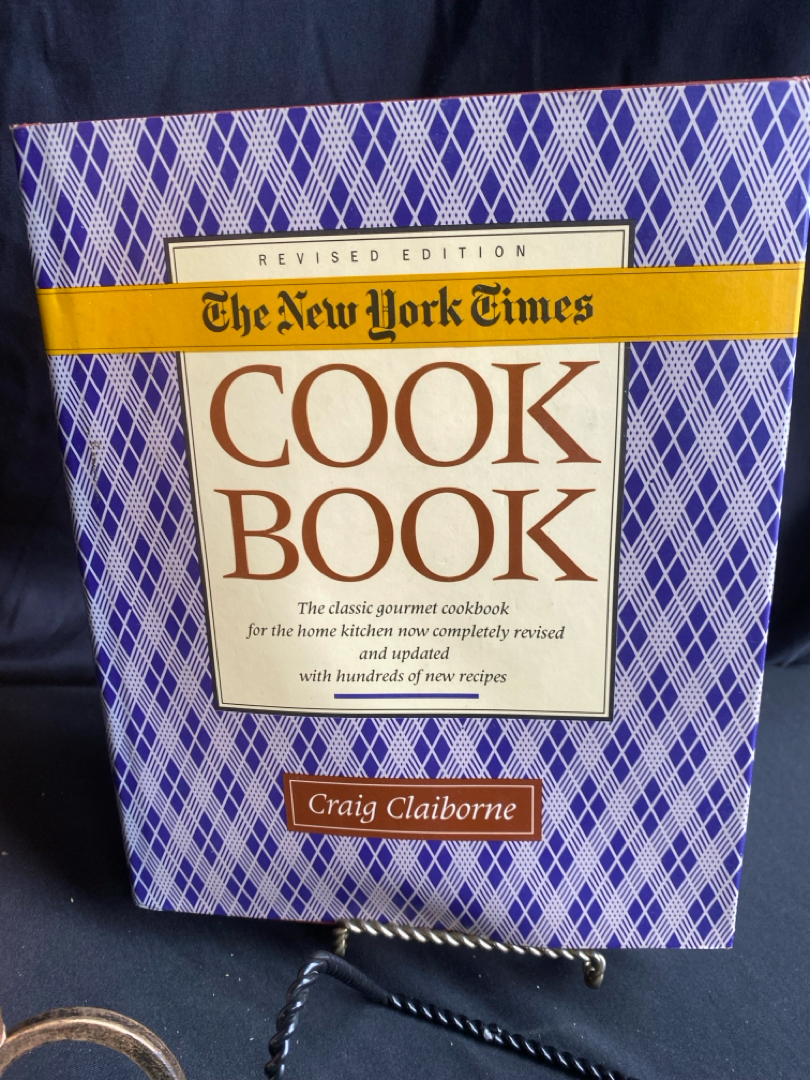 REVISED EDITION
The New York Times
COOK
BOOK
The classic gourmet cookbook
for the home kitchen now completely revised
and updated
with hundreds of new recipes
Craig Claiborne